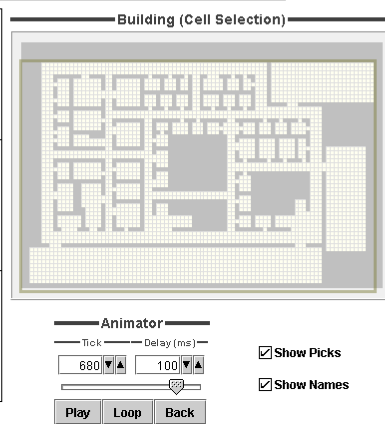 Building (Cell Selection)
Animator
Tick Delay (ms)
680 100
Show Picks
Show Names
Play Loop Back